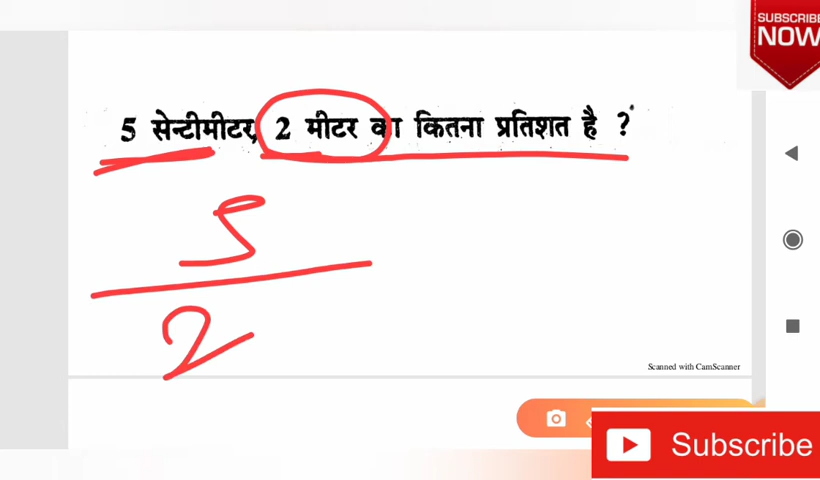 SUBSCRIBE
NOW
5 सेन्टीमीटर, 2 मीटर का कितना प्रतिशत है ?
5
2
Scanned with CamScanner
Subscribe